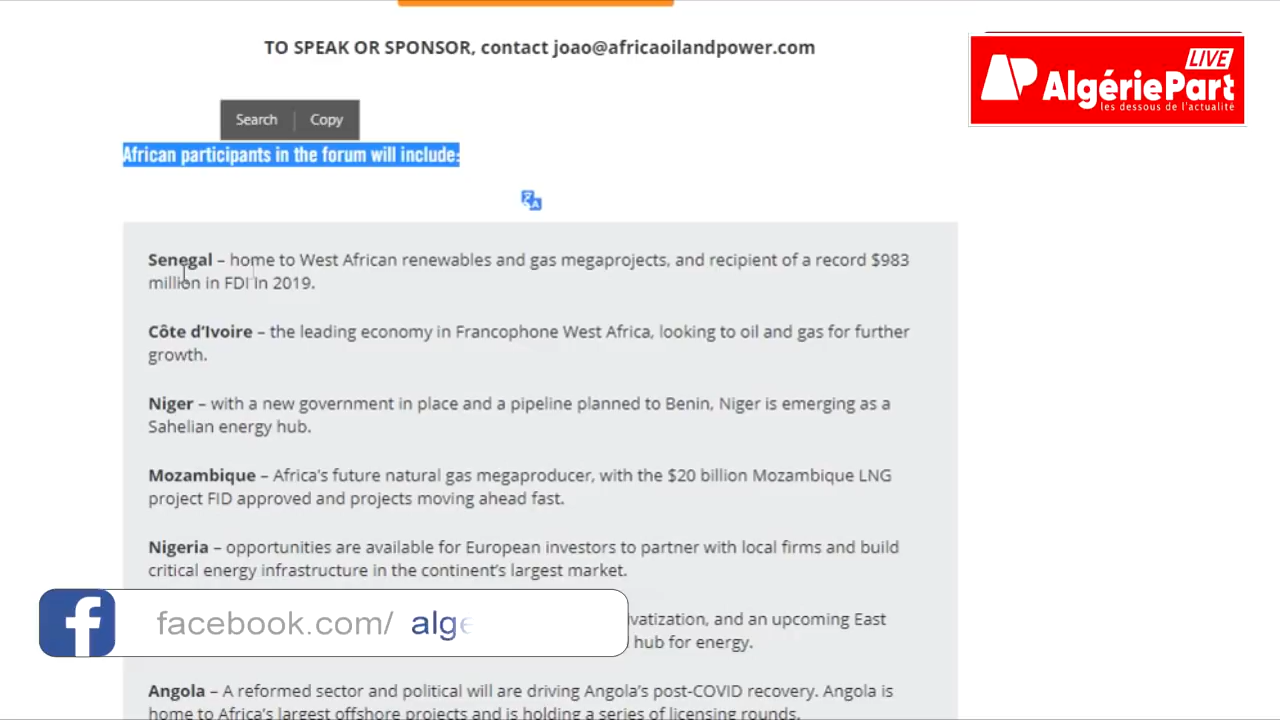 TO SPEAK OR SPONSOR, contact joao@africaoilandpower.com
LIVE
AlgériePart
les dessous de l'actualité
Search
Copy
African participants in the forum will include:
Senegal – home to West African renewables and gas megaprojects, and recipient of a record $983
million in FDI in 2019.
Côte d'Ivoire – the leading economy in Francophone West Africa, looking to oil and gas for further
growth.
Niger – with a new government in place and a pipeline planned to Benin, Niger is emerging as a
Sahelian energy hub.
Mozambique – Africa's future natural gas megaproducer, with the $20 billion Mozambique LNG
project FID approved and projects moving ahead fast.
Nigeria – opportunities are available for European investors to partner with local firms and build
critical energy infrastructure in the continent's largest market.
vatization, and an upcoming East
hub for energy.
facebook.com/ alge
Angola – A reformed sector and political will are driving Angola's post-COVID recovery. Angola is
home to Africa's largest offshore projects and is holding a series of licensing rounds.